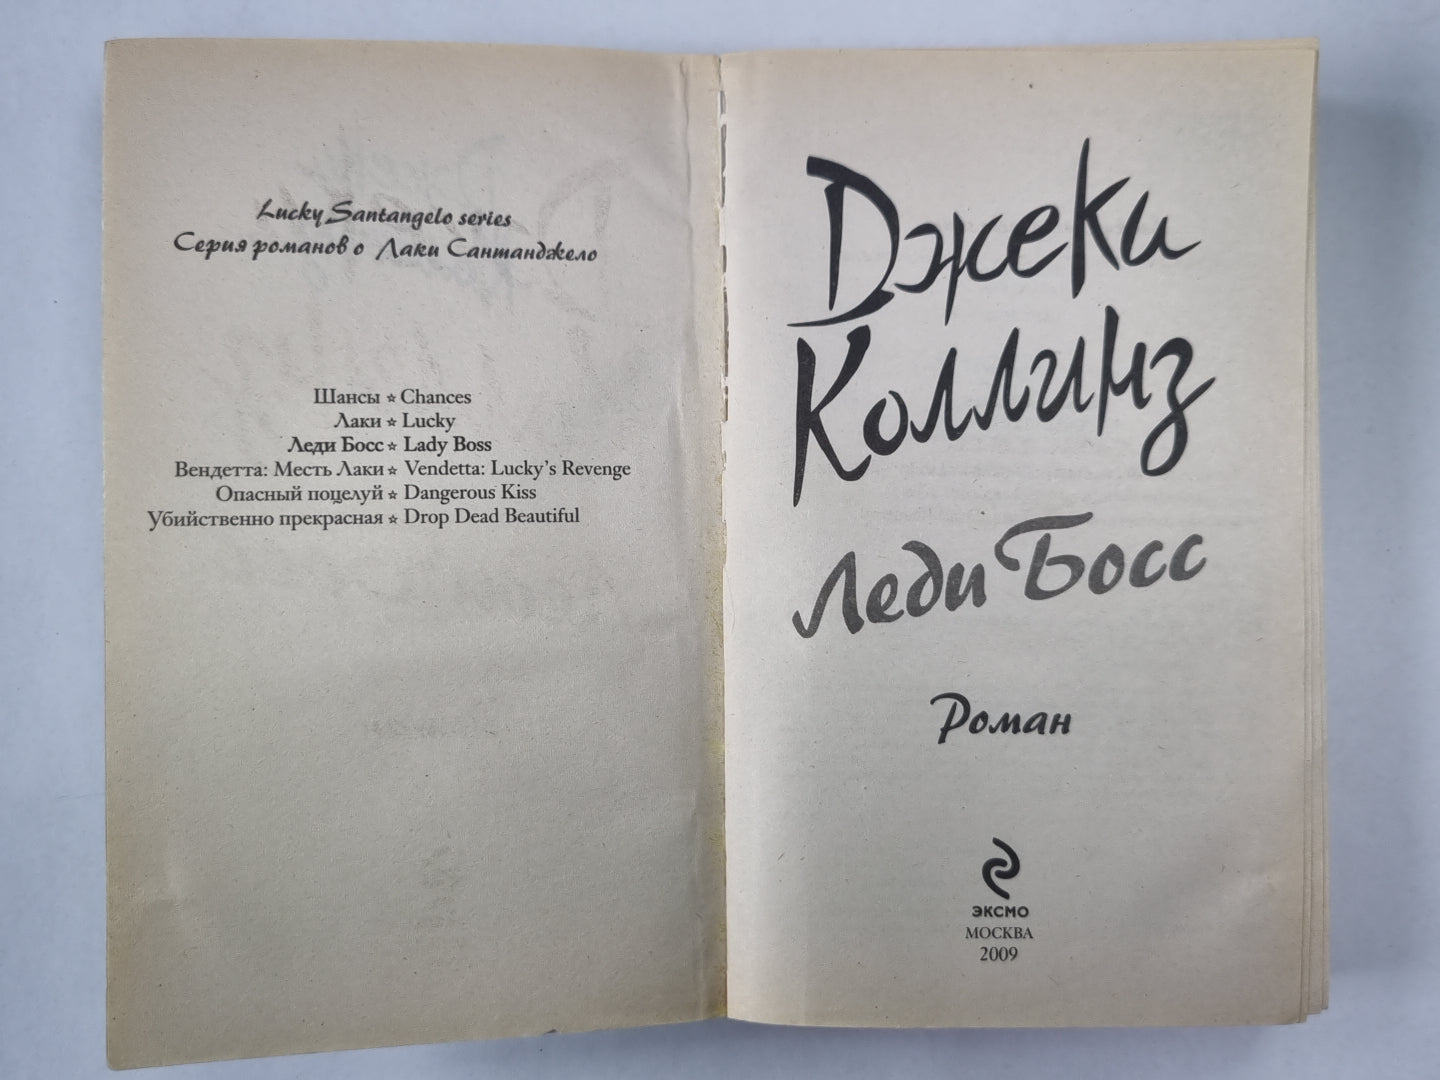 Lucky Santangelo series
Серия романов о Лаки Сантанджело
Шансы ☆ Chances
Лаки ☆ Lucky
Леди Босс ☆ Lady Boss
Вендетта: Месть Лаки ☆ Vendetta: Lucky's Revenge
Опасный поцелуй ☆ Dangerous Kiss
Убийственно прекрасная ☆ Drop Dead Beautiful
Джеки
Коллинз
Леди Босс
Роман
ЭКСМО
МОСКВА
2009